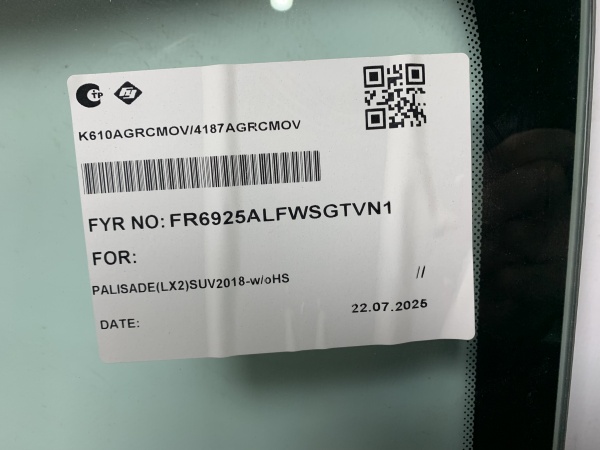 K610AGRCMOV/4187AGRCMOV
FYR NO: FR6925ALFWSGTVN1
FOR:
PALISADE(LX2)SUV2018-w/oHS
//
22.07.2025
DATE: